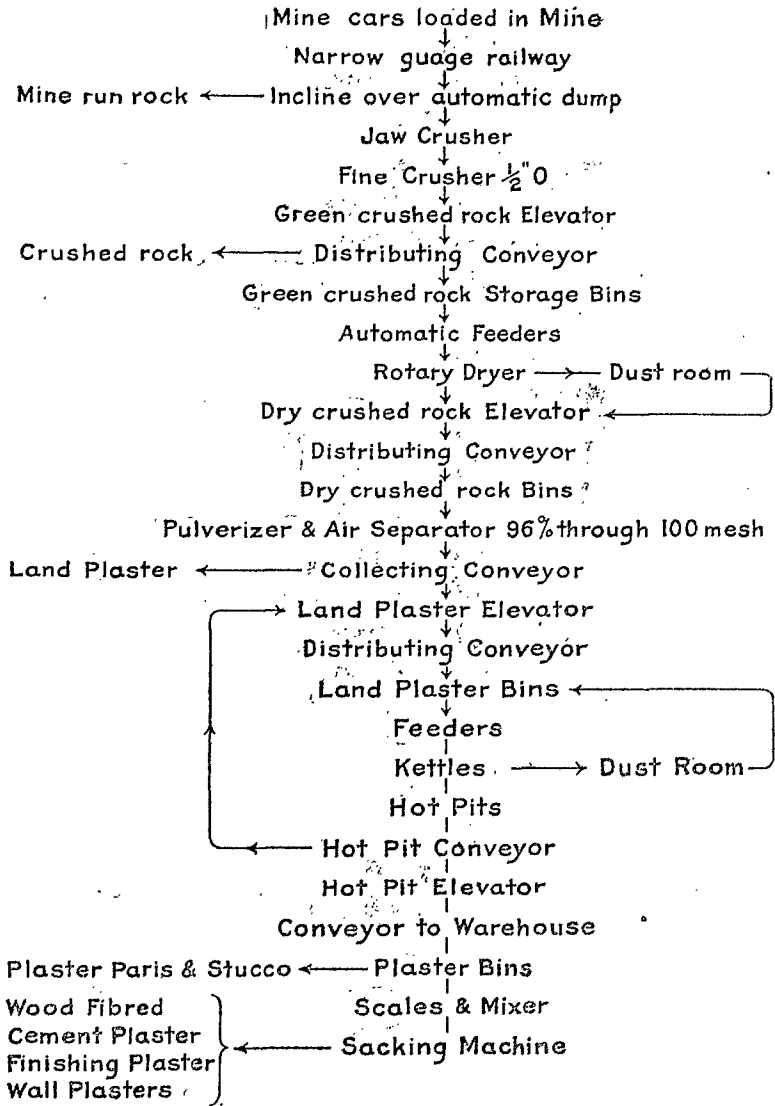 Mine cars loaded in Mine
Narrow guage railway
Mine run rock Incline over automatic dump
Jaw Crusher
Fine Crusher ½" O
Green crushed rock Elevator
Crushed rock Distributing Conveyor
Green crushed rock Storage Bins
Automatic Feeders
Rotary Dryer Dust room
Dry crushed rock Elevator
Distributing Conveyor
Dry crushed rock Bins
Pulverizer & Air Separator 96% through 100 mesh
Land Plaster Collecting Conveyor
Land Plaster Elevator
Distributing Conveyor
Land Plaster Bins
Feeders
Kettles Dust Room
Hot Pits
Hot Pit Conveyor
Hot Pit Elevator
Conveyor to Warehouse
Plaster Paris & Stucco Plaster Bins
Wood Fibred Scales & Mixer
Cement Plaster
Finishing Plaster Sacking Machine
Wall Plasters